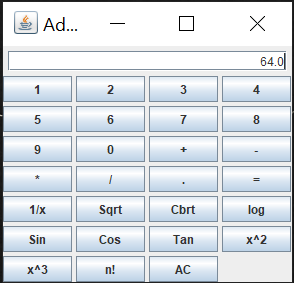 Ad...
64.0
1 2 3 4
5 6 7 8
9 0 + -
* / . =
1/x Sqrt Cbrt log
Sin Cos Tan x^2
x^3 n! AC